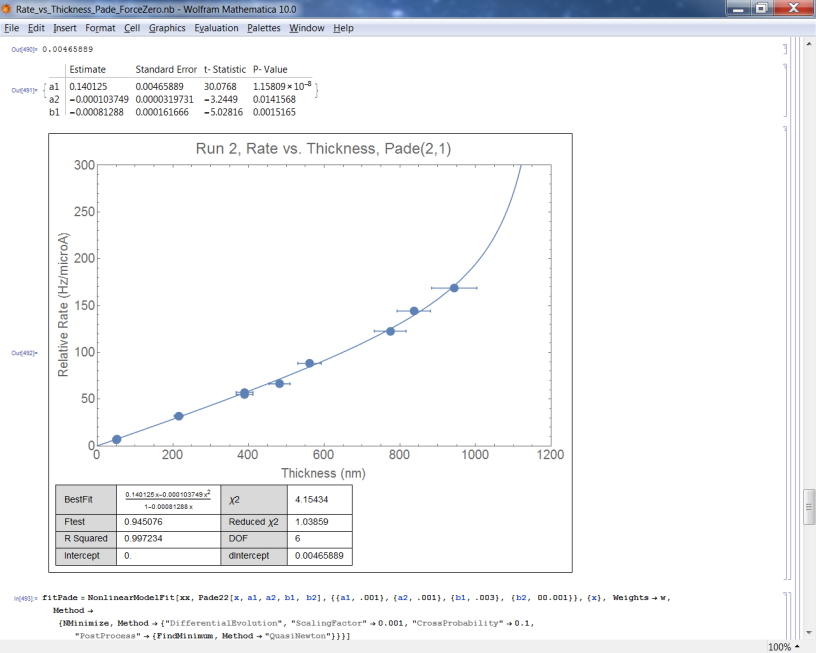 Rate_vs_Thickness_Pade_ForceZero.nb - Wolfram Mathematica 10.0
File Edit Insert Format Cell Graphics Evaluation Palettes Window Help
Out[490]= 0.00465889
Estimate Standard Error t-Statistic P-Value
Out[491]= { a1 0.140125 0.00465889 30.0768 1.15809×10⁻⁸ }
a2 −0.000103749 0.0000319731 −3.2449 0.0141568
b1 −0.00081288 0.000161666 −5.02816 0.0015165
Run 2, Rate vs. Thickness, Pade(2,1)
300
250
200
150
100
50
0
Relative Rate (Hz/microA)
Out[492]=
0 200 400 600 800 1000 1200
Thickness (nm)
BestFit 0.140125 x−0.000103749 x² / 1−0.00081288 x χ2 4.15434
Ftest 0.945076 Reduced χ2 1.03859
R Squared 0.997234 DOF 6
Intercept 0. dIntercept 0.00465889
In[493]:= fitPade = NonlinearModelFit[xx, Pade22[x, a1, a2, b1, b2], {{a1, .001}, {a2, .001}, {b1, .003}, {b2, 00.001}}, {x}, Weights → w,
Method →
{NMinimize, Method → {"DifferentialEvolution", "ScalingFactor" → 0.001, "CrossProbability" → 0.1,
"PostProcess" → {FindMinimum, Method → "QuasiNewton"}}}]
100%